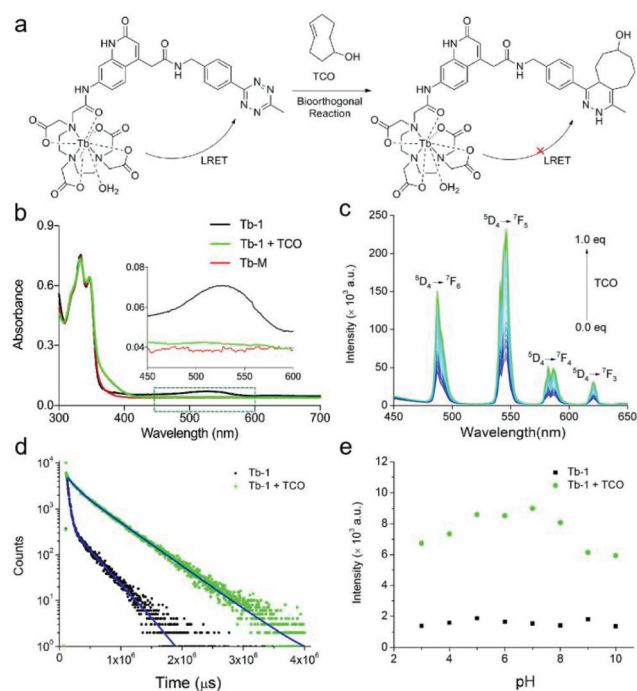 a
OH
TCO
Bioorthogonal
Reaction
O
HN
O
N
H
N
N
N
N
HN
O
O
O
N
N
O
O
Tb
O
N
N
O
O
O
OH2
LRET
OH
O
HN
O
N
H
N
N
H
HN
O
O
O
N
N
O
O
Tb
O
N
N
O
O
O
OH2
LRET
b
Absorbance
0.9
0.6
0.3
0.0
300
400
500
600
700
Wavelength (nm)
Tb-1
Tb-1 + TCO
Tb-M
0.08
0.06
0.04
450
500
550
600
c
Intensity (× 10³ a.u.)
250
200
150
100
50
0
450
500
550
600
650
Wavelength(nm)
⁵D₄→⁷F₆
⁵D₄→⁷F₅
⁵D₄→⁷F₄
⁵D₄→⁷F₃
1.0 eq
TCO
0.0 eq
d
Counts
10⁴
10³
10²
10¹
10⁰
0
1x10⁶
2x10⁶
3x10⁶
4x10⁶
Time (μs)
Tb-1
Tb-1 + TCO
e
Intensity (× 10³ a.u.)
12
10
8
6
4
2
0
2
4
6
8
10
pH
Tb-1
Tb-1 + TCO